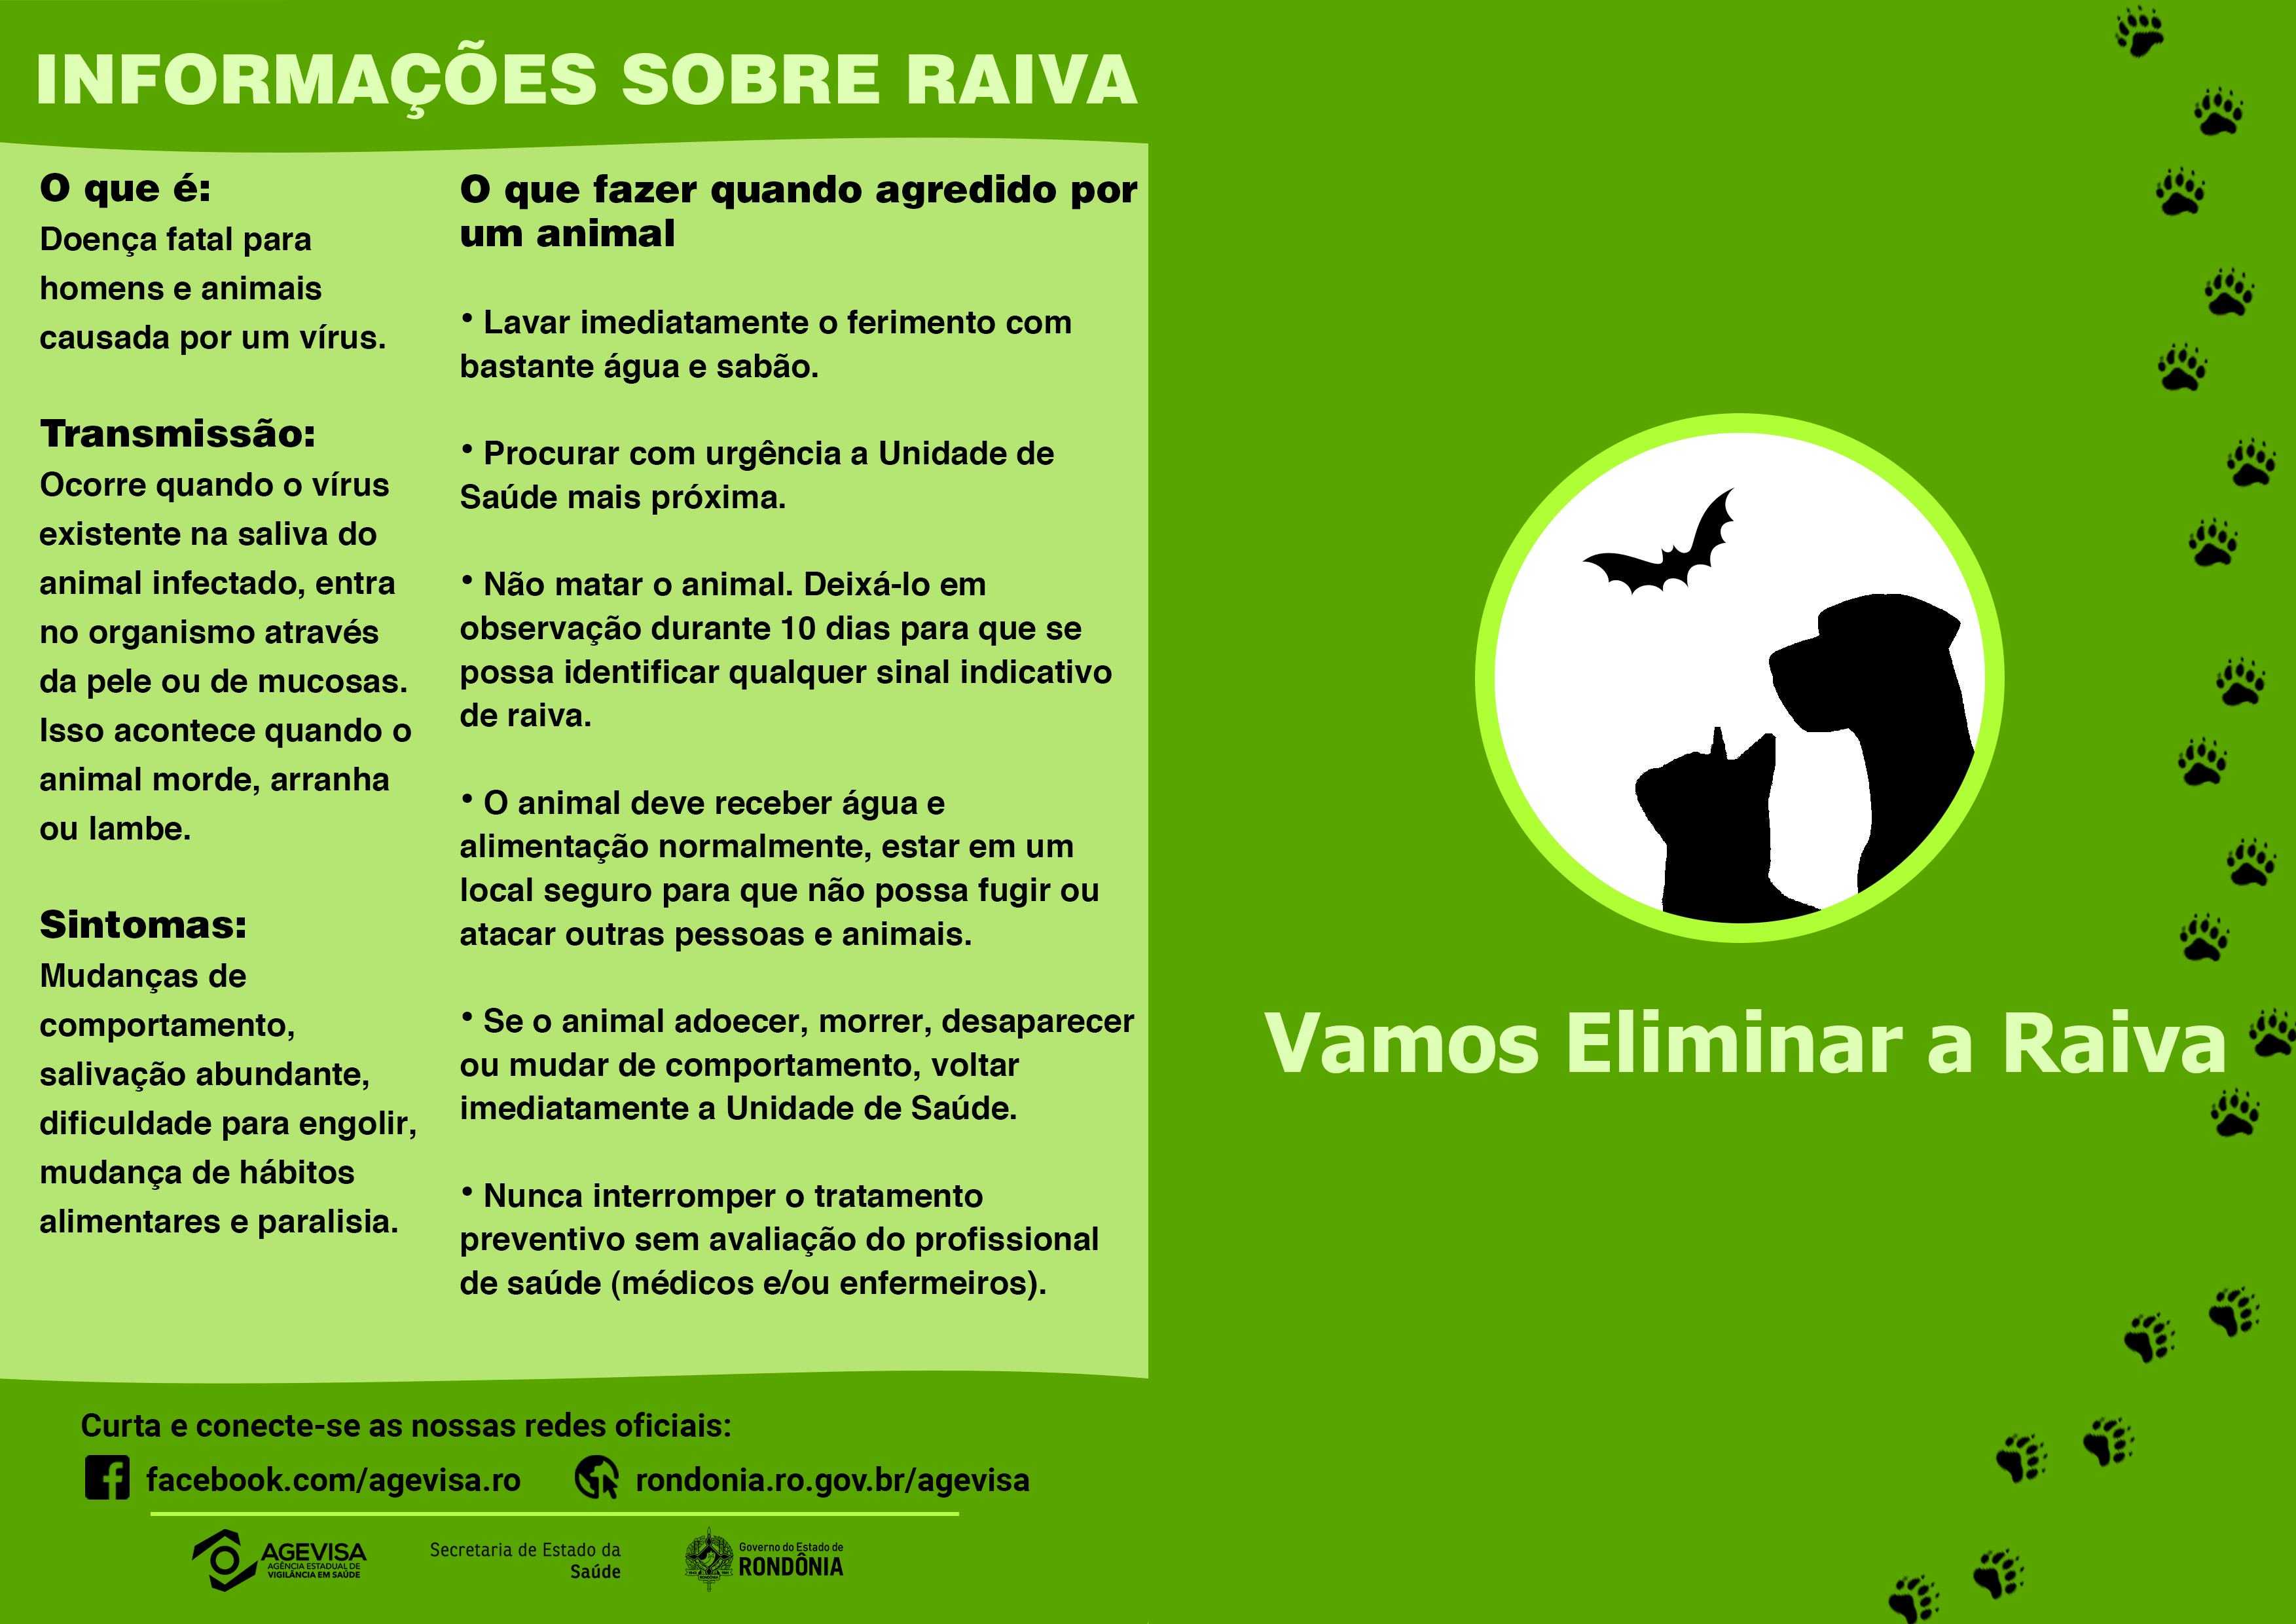 INFORMAÇÕES SOBRE RAIVA
O que é:
Doença fatal para
homens e animais
causada por um vírus.
Transmissão:
Ocorre quando o vírus
existente na saliva do
animal infectado, entra
no organismo através
da pele ou de mucosas.
Isso acontece quando o
animal morde, arranha
ou lambe.
Sintomas:
Mudanças de
comportamento,
salivação abundante,
dificuldade para engolir,
mudança de hábitos
alimentares e paralisia.
O que fazer quando agredido por
um animal
• Lavar imediatamente o ferimento com
bastante água e sabão.
• Procurar com urgência a Unidade de
Saúde mais próxima.
• Não matar o animal. Deixá-lo em
observação durante 10 dias para que se
possa identificar qualquer sinal indicativo
de raiva.
• O animal deve receber água e
alimentação normalmente, estar em um
local seguro para que não possa fugir ou
atacar outras pessoas e animais.
• Se o animal adoecer, morrer, desaparecer
ou mudar de comportamento, voltar
imediatamente a Unidade de Saúde.
• Nunca interromper o tratamento
preventivo sem avaliação do profissional
de saúde (médicos e/ou enfermeiros).
Curta e conecte-se as nossas redes oficiais:
facebook.com/agevisa.ro
rondonia.ro.gov.br/agevisa
AGEVISA
AGÊNCIA ESTADUAL DE
VIGILÂNCIA EM SAÚDE
Secretaria de Estado da
Saúde
Governo do Estado de
RONDÔNIA
Vamos Eliminar a Raiva